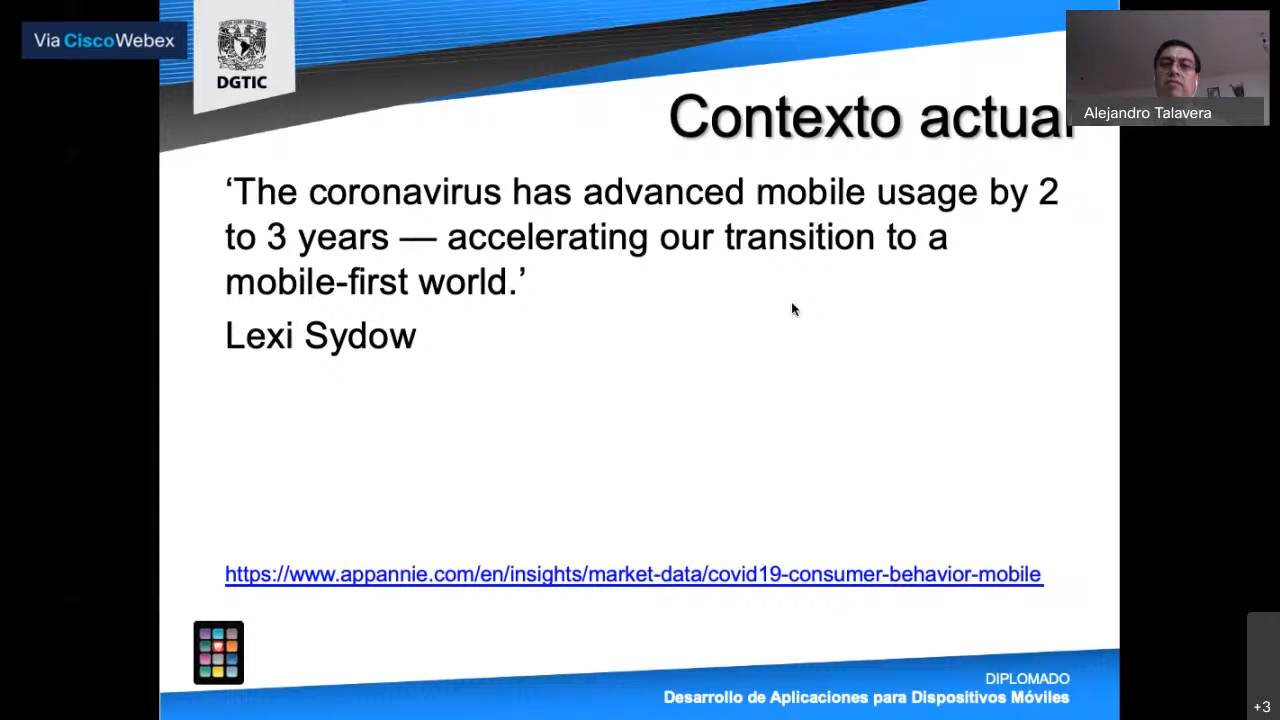 Via CiscoWebex
DGTIC
Contexto actual
Alejandro Talavera
‘The coronavirus has advanced mobile usage by 2
to 3 years — accelerating our transition to a
mobile-first world.’
Lexi Sydow
https://www.appannie.com/en/insights/market-data/covid19-consumer-behavior-mobile
DIPLOMADO
Desarrollo de Aplicaciones para Dispositivos Móviles
+3